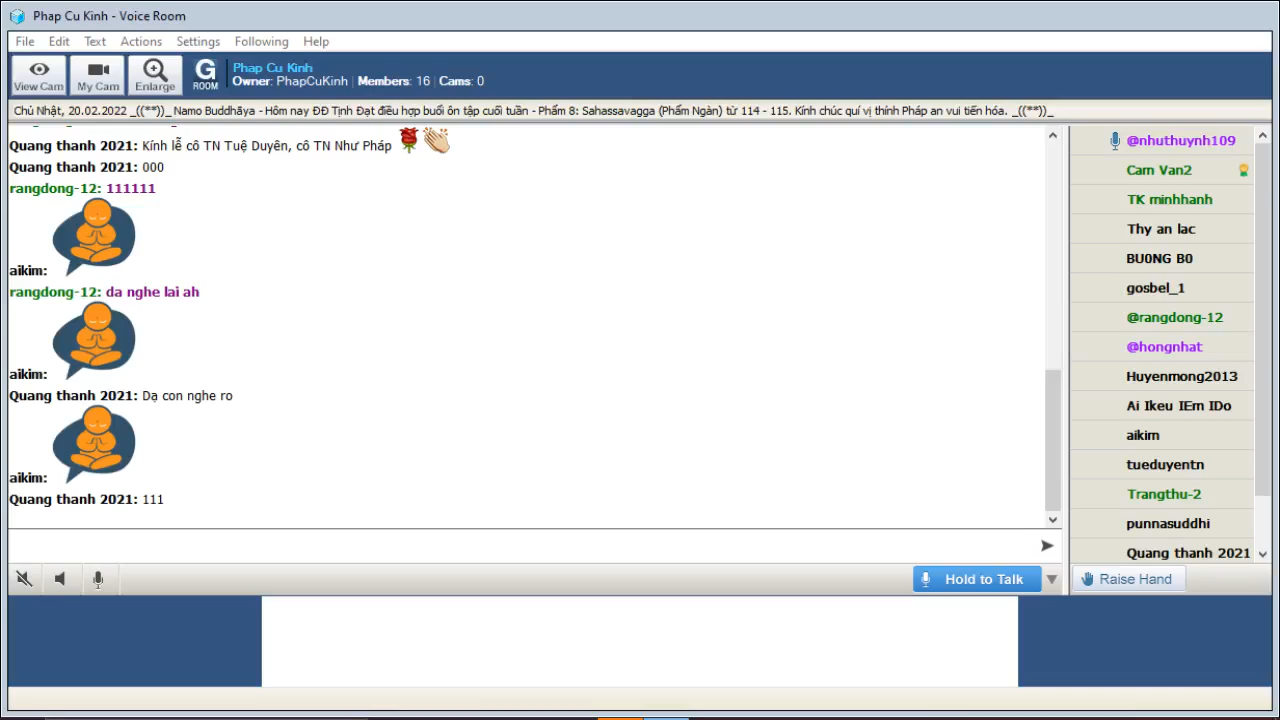 Phap Cu Kinh - Voice Room
File Edit Text Actions Settings Following Help
View Cam My Cam Enlarge G ROOM
Phap Cu Kinh
Owner: PhapCuKinh | Members: 16 | Cams: 0
Chủ Nhật, 20.02.2022 _((**))_ Namo Buddhāya - Hôm nay ĐĐ Tịnh Đạt điều hợp buổi ôn tập cuối tuần - Phẩm 8: Sahassavagga (Phẩm Ngàn) từ 114 - 115. Kính chúc quí vị thính Pháp an vui tiến hóa. _((**))_
Quang thanh 2021: Kính lễ cô TN Tuệ Duyên, cô TN Như Pháp
Quang thanh 2021: 000
rangdong-12: 111111
aikim:
rangdong-12: da nghe lai ah
aikim:
Quang thanh 2021: Dạ con nghe ro
aikim:
Quang thanh 2021: 111
@nhuthuynh109
Cam Van2
TK minhhanh
Thy an lac
BU0NG B0
gosbel_1
@rangdong-12
@hongnhat
Huyenmong2013
Ai Ikeu IEm IDo
aikim
tueduyentn
Trangthu-2
punnasuddhi
Quang thanh 2021
Hold to Talk
Raise Hand